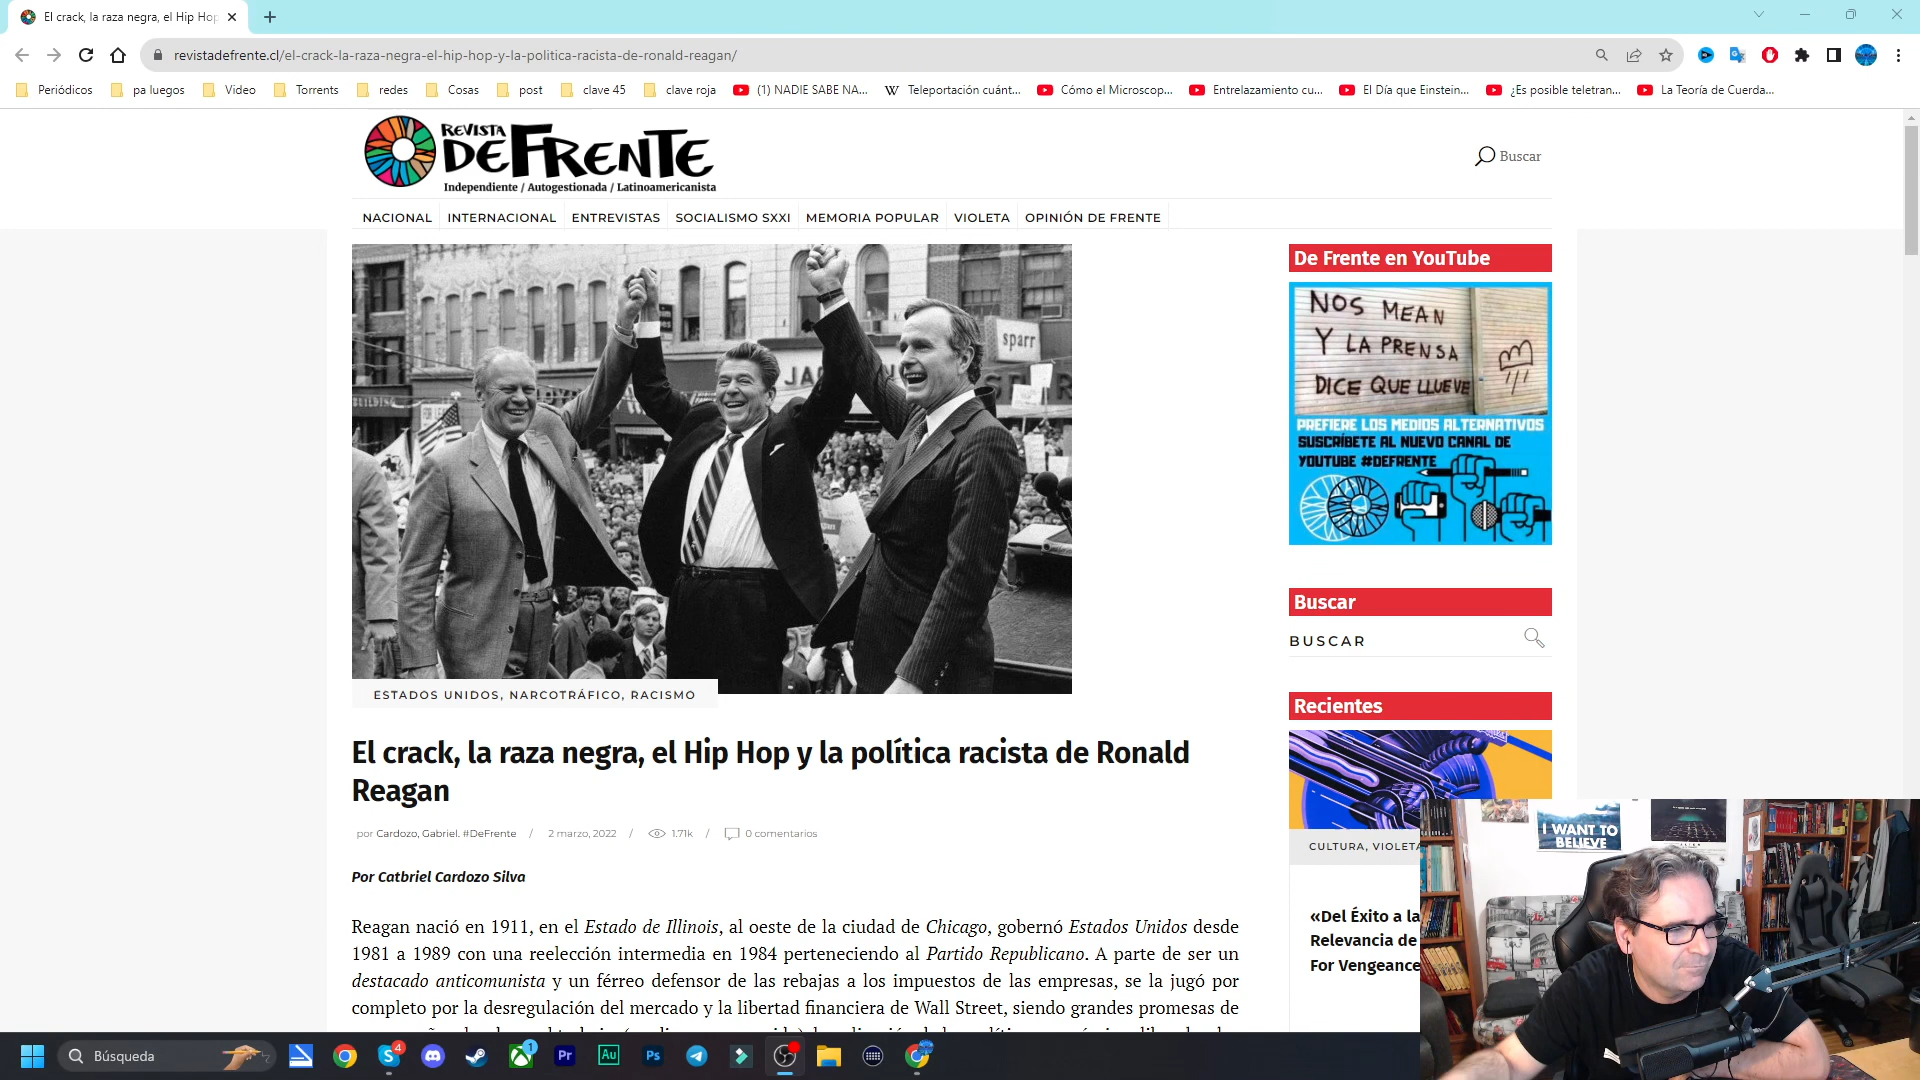 El crack, la raza negra, el Hip Hop
revistadefrente.cl/el-crack-la-raza-negra-el-hip-hop-y-la-politica-racista-de-ronald-reagan/
Periódicos
pa luegos
Video
Torrents
redes
Cosas
post
clave 45
clave roja
(1) NADIE SABE NA...
Teleportación cuánt...
Cómo el Microscop...
Entrelazamiento cu...
El Día que Einstein...
¿Es posible teletran...
La Teoría de Cuerda...
REVISTA
DEFRENTE
Independiente / Autogestionada / Latinoamericanista
Buscar
NACIONAL
INTERNACIONAL
ENTREVISTAS
SOCIALISMO SXXI
MEMORIA POPULAR
VIOLETA
OPINIÓN DE FRENTE
sparr
ESTADOS UNIDOS, NARCOTRÁFICO, RACISMO
El crack, la raza negra, el Hip Hop y la política racista de Ronald
Reagan
por Cardozo, Gabriel. #DeFrente / 2 marzo, 2022 / 1.71k / 0 comentarios
Por Catbriel Cardozo Silva
Reagan nació en 1911, en el Estado de Illinois, al oeste de la ciudad de Chicago, gobernó Estados Unidos desde
1981 a 1989 con una reelección intermedia en 1984 perteneciendo al Partido Republicano. A parte de ser un
destacado anticomunista y un férreo defensor de las rebajas a los impuestos de las empresas, se la jugó por
completo por la desregulación del mercado y la libertad financiera de Wall Street, siendo grandes promesas de
De Frente en YouTube
NOS MEAN
Y LA PRENSA
DICE QUE LLUEVE
PREFIERE LOS MEDIOS ALTERNATIVOS
SUSCRÍBETE AL NUEVO CANAL DE
YOUTUBE #DEFRENTE
Buscar
BUSCAR
Recientes
CULTURA, VIOLETA
«Del Éxito a la
Relevancia de
For Vengeance
I WANT TO
BELIEVE
Búsqueda
4
1
Pr
Au
Ps